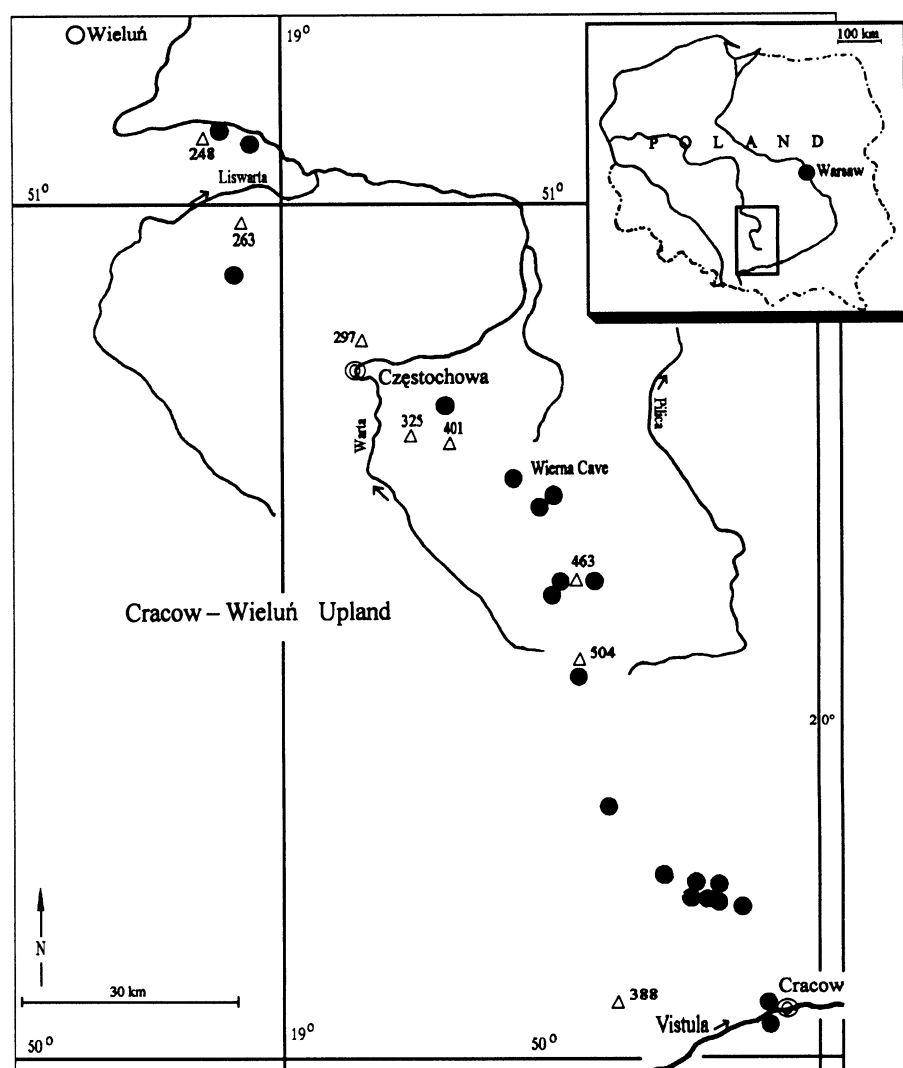 Wieluń
19°
100 km
P O L A N D
Warsaw
248
Liswarta
51°
51°
263
297
Częstochowa
325
401
Warta
Pilica
Wierna Cave
463
Cracow – Wieluń Upland
504
20°
N
30 km
388
Cracow
Vistula
19°
50°
50°